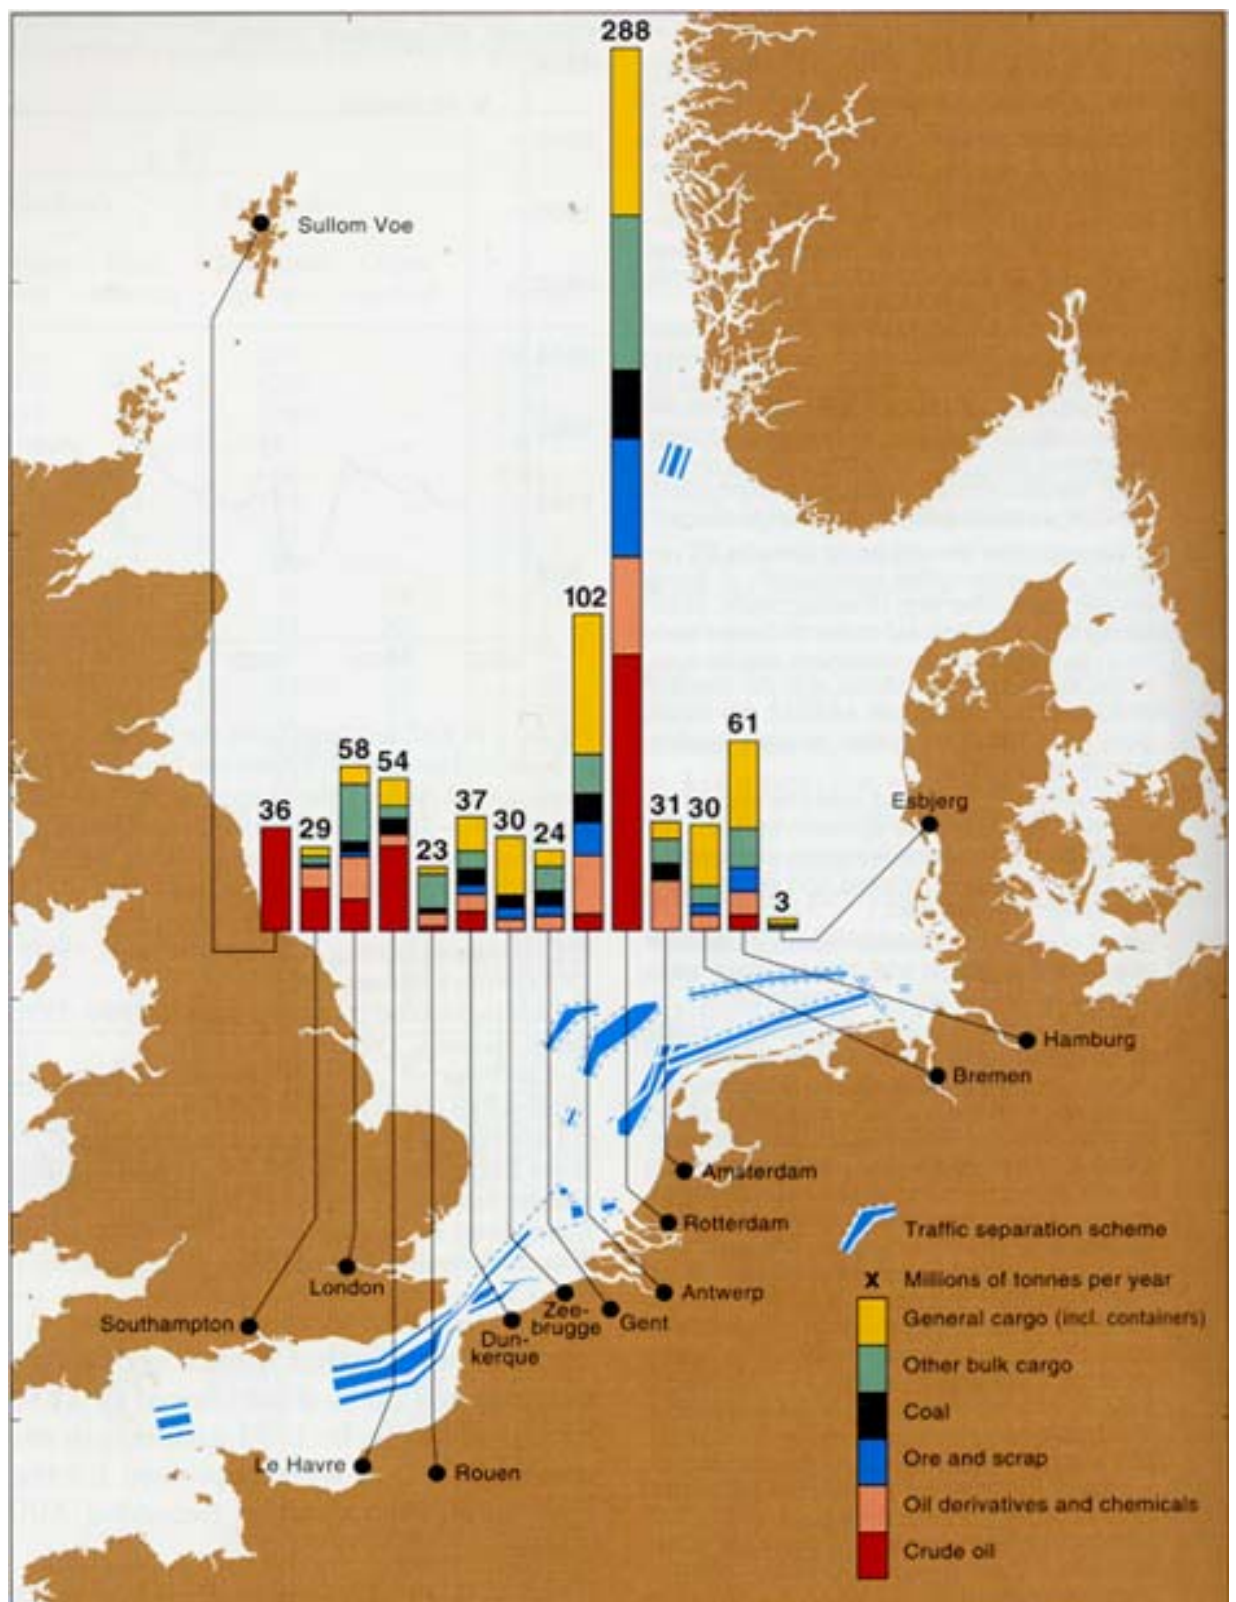 288
Sullom Voe
102
61
58
54
Esbjerg
36
37
29
31
30
30
23
24
3
Hamburg
Bremen
Amsterdam
Rotterdam
Traffic separation scheme
London
Antwerp
x Millions of tonnes per year
Southampton
Zee-
brugge
Gent
General cargo (incl. containers)
Dun-
kerque
Other bulk cargo
Coal
Le Havre
Rouen
Ore and scrap
Oil derivatives and chemicals
Crude oil